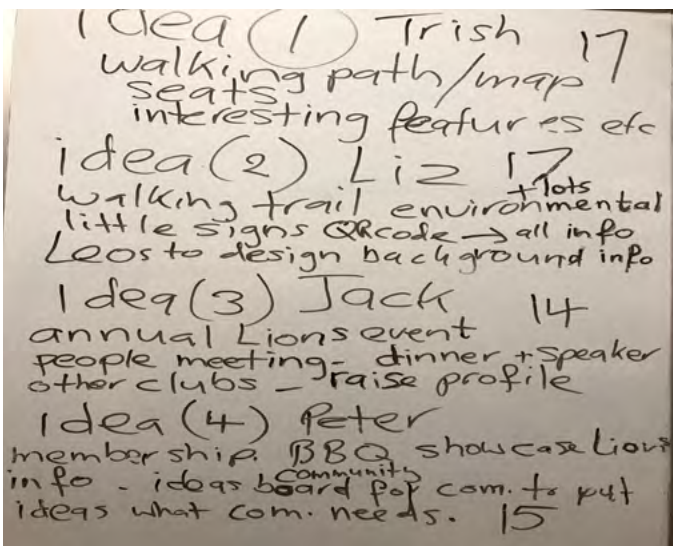 Idea (1) Trish 17
walking path/map
seats
interesting features etc
idea (2) Liz 17
+ lots
walking trail environmental
little signs QRcode → all info
Leos to design background info
Idea (3) Jack 14
annual Lions event
people meeting - dinner + speaker
other clubs - raise profile
Idea (4) Peter
membership. BBQ showcase Lions
community
info - ideas board for com. to put
ideas what com. needs. 15